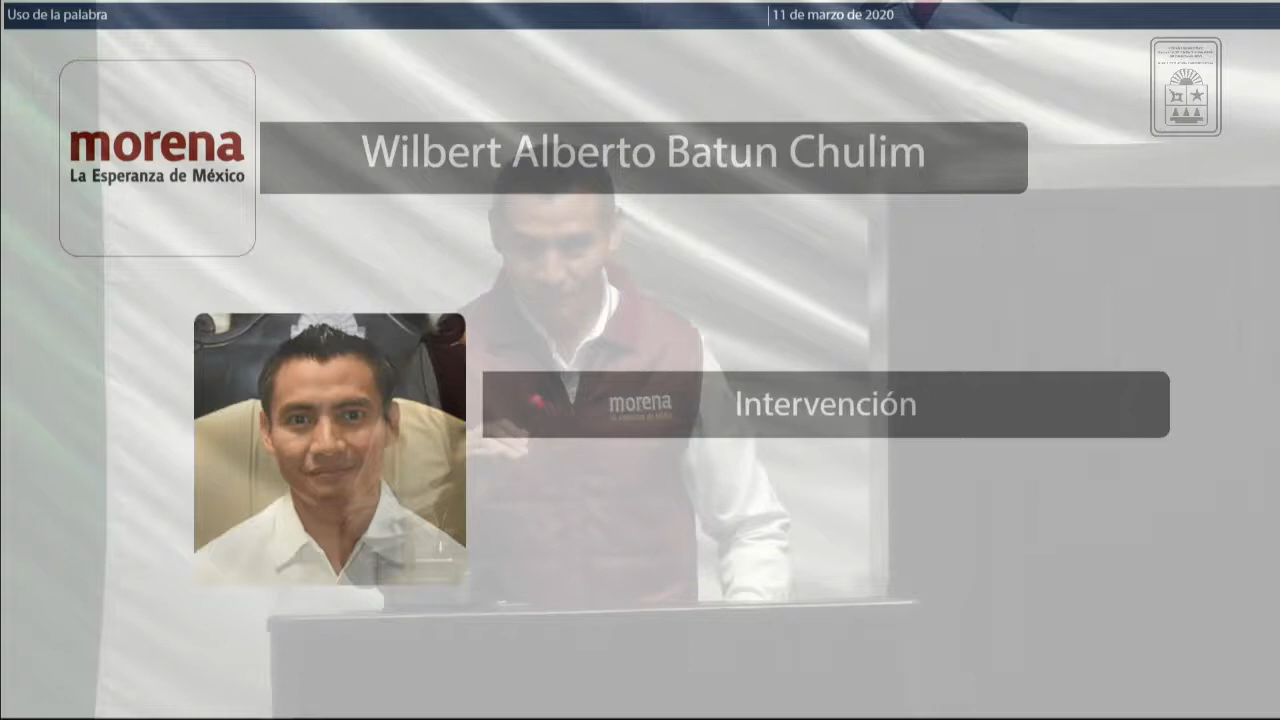 Uso de la palabra
11 de marzo de 2020
morena
La Esperanza de México
Wilbert Alberto Batun Chulim
morena
Intervención